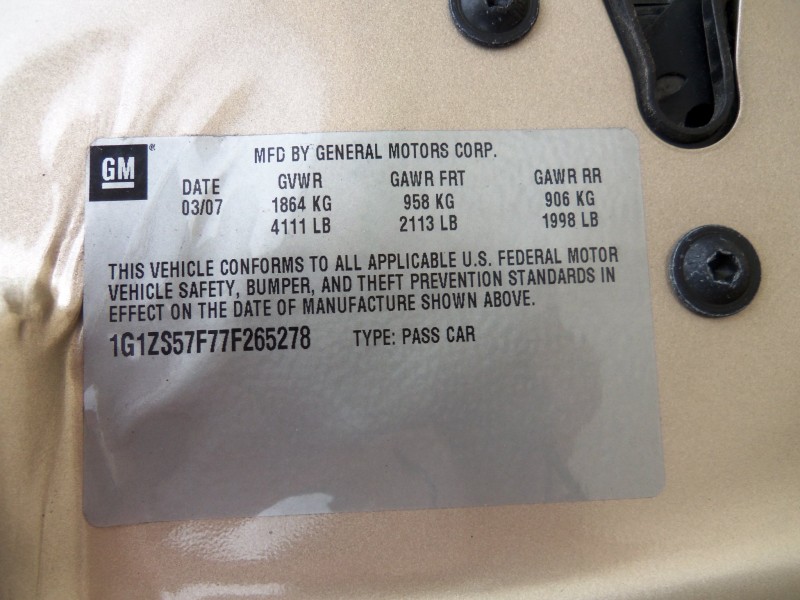 GM®
MFD BY GENERAL MOTORS CORP.
DATE GVWR GAWR FRT GAWR RR
03/07 1864 KG 958 KG 906 KG
4111 LB 2113 LB 1998 LB
THIS VEHICLE CONFORMS TO ALL APPLICABLE U.S. FEDERAL MOTOR
VEHICLE SAFETY, BUMPER, AND THEFT PREVENTION STANDARDS IN
EFFECT ON THE DATE OF MANUFACTURE SHOWN ABOVE.
1G1ZS57F77F265278 TYPE: PASS CAR